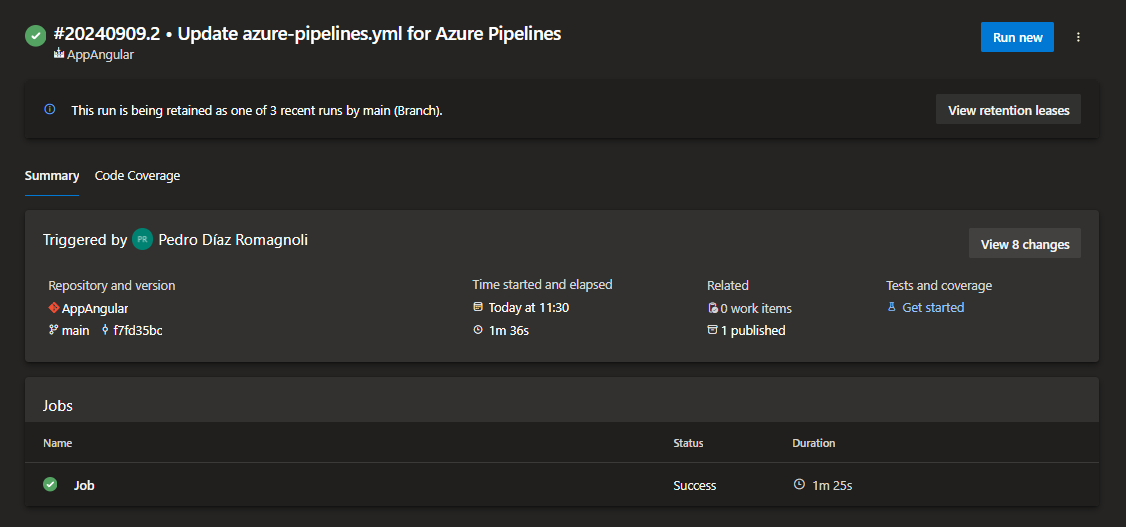 #20240909.2 • Update azure-pipelines.yml for Azure Pipelines
Run new
AppAngular
This run is being retained as one of 3 recent runs by main (Branch).
View retention leases
Summary
Code Coverage
Triggered by PR Pedro Díaz Romagnoli
View 8 changes
Repository and version
Time started and elapsed
Related
Tests and coverage
AppAngular
Today at 11:30
0 work items
Get started
main f7fd35bc
1m 36s
1 published
Jobs
Name
Status
Duration
Job
Success
1m 25s